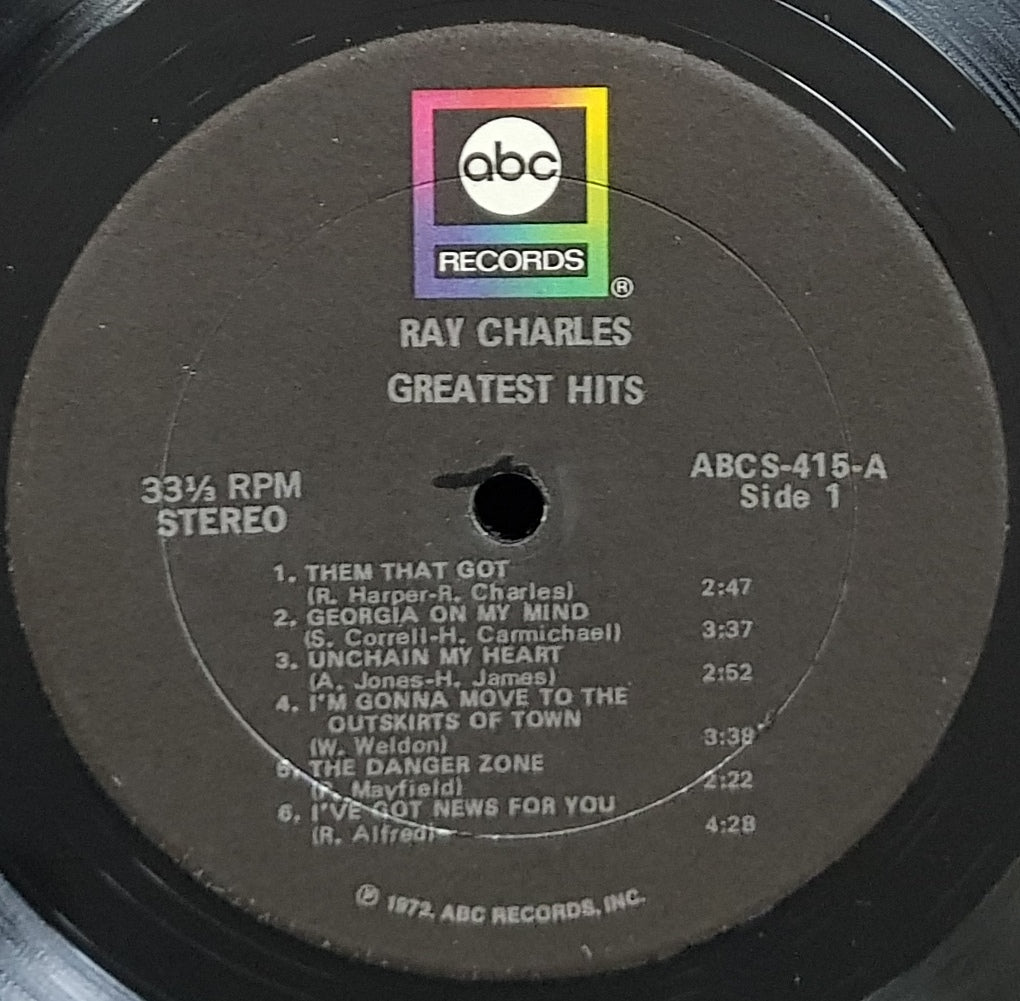 abc
RECORDS
®
RAY CHARLES
GREATEST HITS
33⅓ RPM
STEREO
ABCS-415-A
Side 1
1. THEM THAT GOT
(R. Harper-R. Charles) 2:47
2. GEORGIA ON MY MIND
(S. Correll-H. Carmichael) 3:37
3. UNCHAIN MY HEART
(A. Jones-H. James) 2:52
4. I'M GONNA MOVE TO THE
OUTSKIRTS OF TOWN
(W. Weldon) 3:38
5. THE DANGER ZONE
Mayfield) 2:22
6. I'VE GOT NEWS FOR YOU
(R. Alfred) 4:28
℗ 1972, ABC RECORDS, INC.